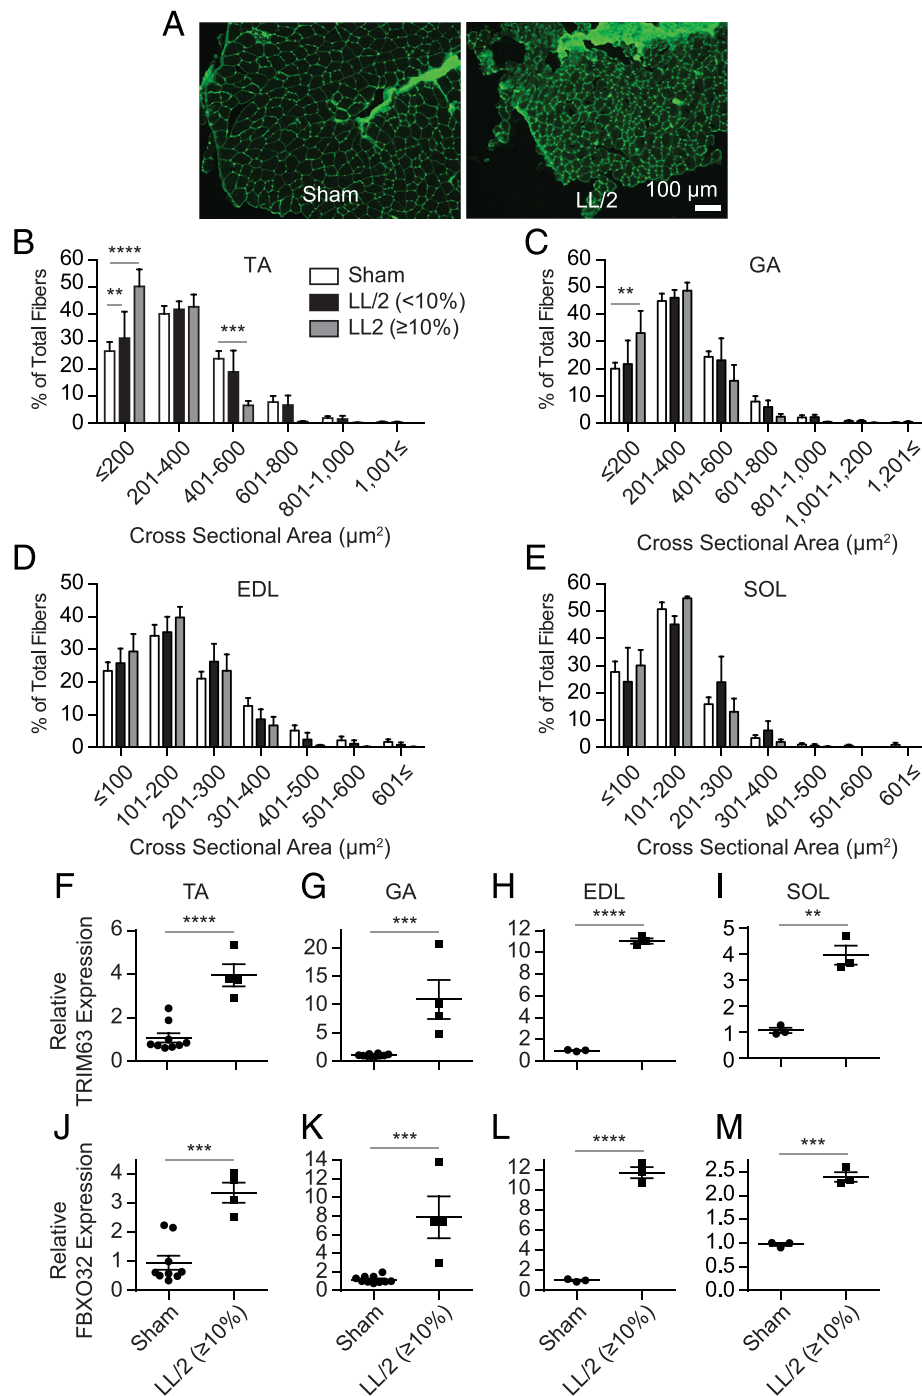 A
Sham
LL/2
100 μm
B
TA
% of Total Fibers
60
50
40
30
20
10
0
****
**
***
Sham
LL/2 (<10%)
LL2 (≥10%)
≤200
201-400
401-600
601-800
801-1,000
1,001≤
Cross Sectional Area (μm²)
C
GA
% of Total Fibers
60
50
40
30
20
10
0
**
≤200
201-400
401-600
601-800
801-1,000
1,001-1,200
1,201≤
Cross Sectional Area (μm²)
D
EDL
% of Total Fibers
50
40
30
20
10
0
≤100
101-200
201-300
301-400
401-500
501-600
601≤
Cross Sectional Area (μm²)
E
SOL
% of Total Fibers
60
50
40
30
20
10
0
≤100
101-200
201-300
301-400
401-500
501-600
601≤
Cross Sectional Area (μm²)
Relative
TRIM63 Expression
F
TA
****
6
4
2
0
G
GA
***
20
15
10
5
0
H
EDL
****
12
10
8
6
4
2
0
I
SOL
**
5
4
3
2
1
0
Relative
FBXO32 Expression
J
***
4
3
2
1
0
Sham
LL/2 (≥10%)
K
***
14
12
10
8
6
4
2
0
Sham
LL/2 (≥10%)
L
****
12
10
8
6
4
2
0
Sham
LL/2 (≥10%)
M
***
2.5
2.0
1.5
1.0
0.5
0.0
Sham
LL/2 (≥10%)